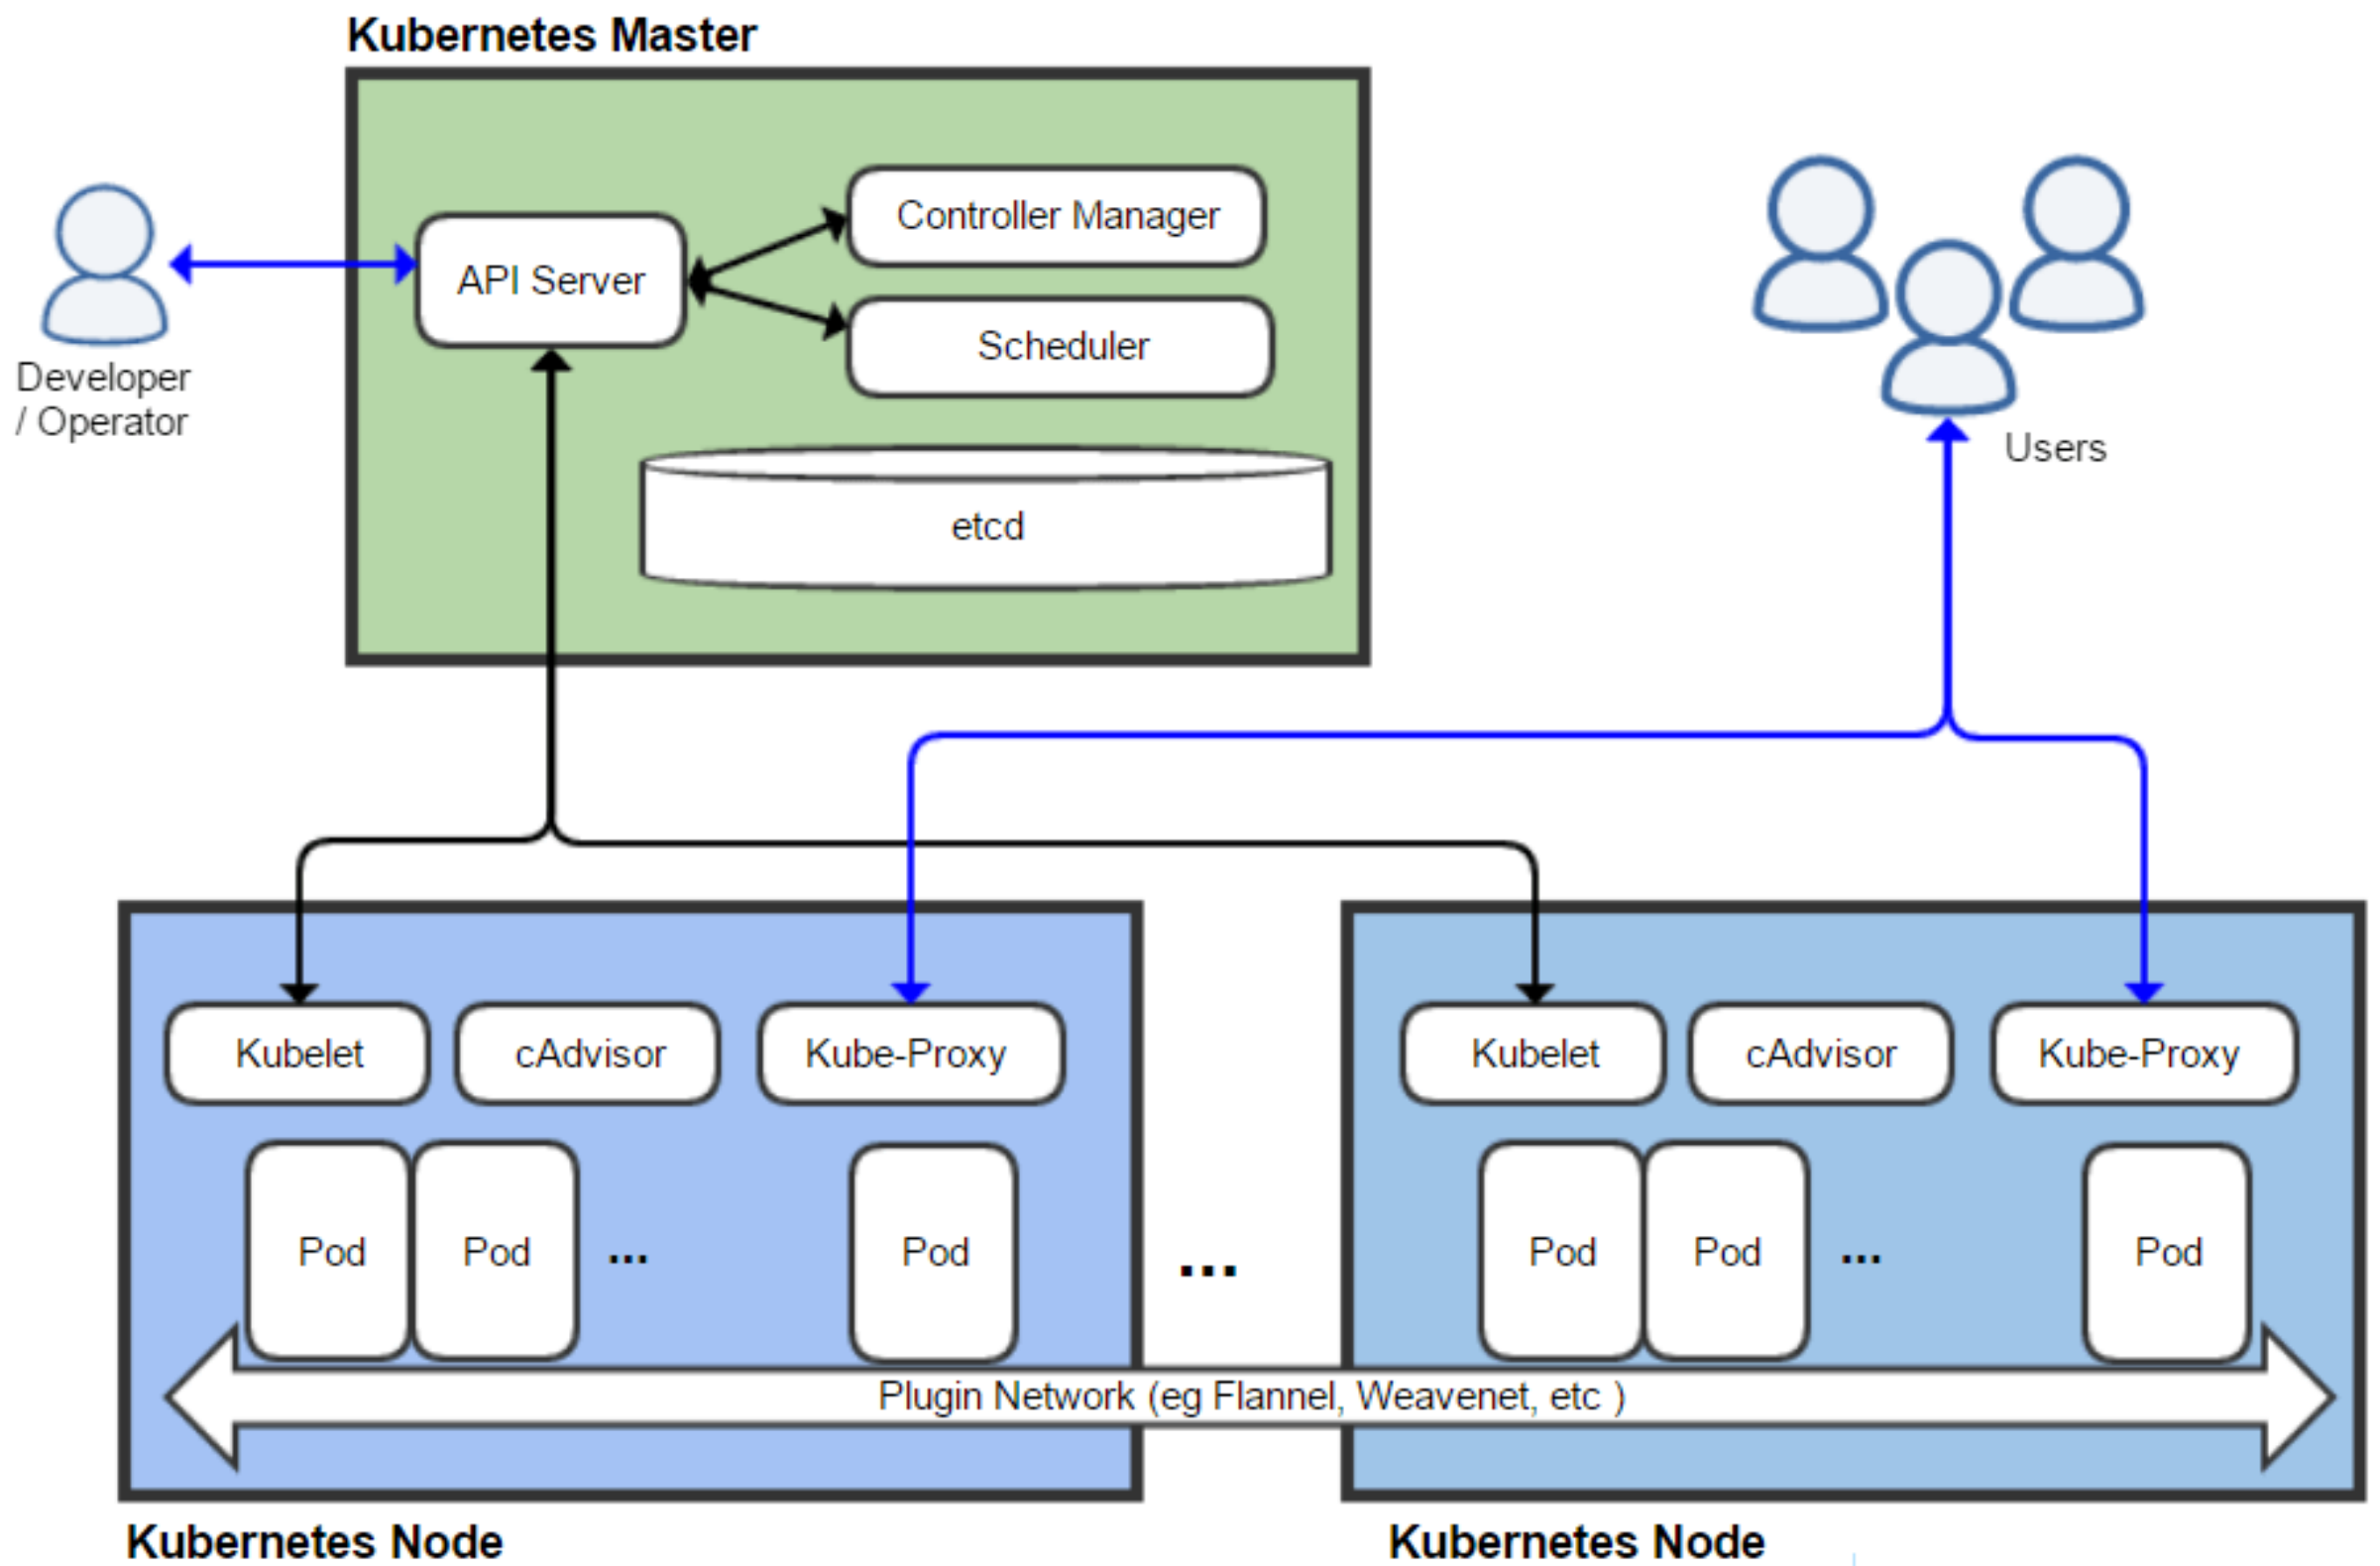 Kubernetes Master
Controller Manager
API Server
Scheduler
Developer
/ Operator
Users
etcd
Kubelet
cAdvisor
Kube-Proxy
Kubelet
cAdvisor
Kube-Proxy
Pod
Pod
...
Pod
...
Pod
Pod
...
Pod
Plugin Network (eg Flannel, Weavenet, etc )
Kubernetes Node
Kubernetes Node